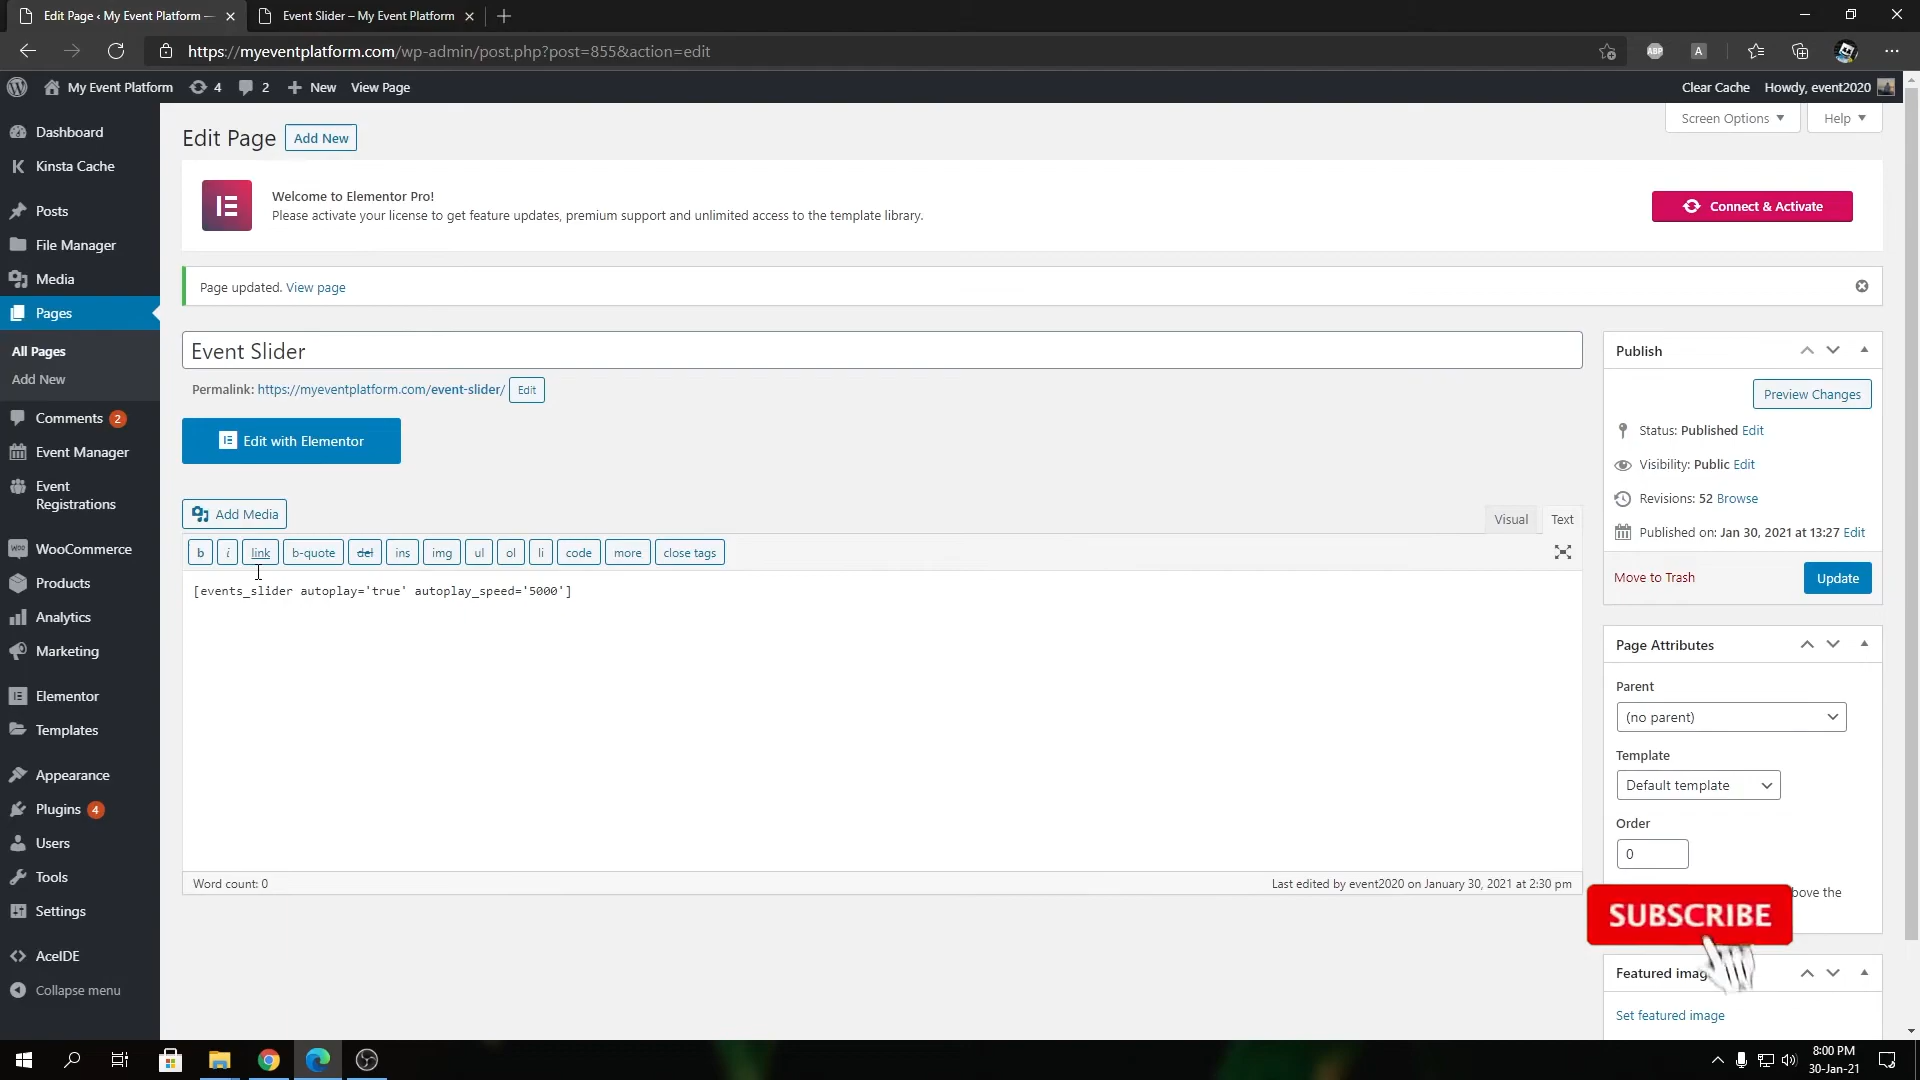 Edit Page ‹ My Event Platform —
Event Slider – My Event Platform
https://myeventplatform.com/wp-admin/post.php?post=855&action=edit
ABP
A
My Event Platform
4
2
New
View Page
Clear Cache
Howdy, event2020
Dashboard
Kinsta Cache
Posts
File Manager
Media
Pages
All Pages
Add New
Comments 2
Event Manager
Event
Registrations
WooCommerce
Products
Analytics
Marketing
Elementor
Templates
Appearance
Plugins 4
Users
Tools
Settings
AceIDE
Collapse menu
Edit Page
Add New
Screen Options
Help
Welcome to Elementor Pro!
Please activate your license to get feature updates, premium support and unlimited access to the template library.
Connect & Activate
Page updated. View page
Event Slider
Permalink: https://myeventplatform.com/event-slider/ Edit
Edit with Elementor
Add Media
Visual
Text
b
i
link
b-quote
del
ins
img
ul
ol
li
code
more
close tags
[events_slider autoplay='true' autoplay_speed='5000']
Word count: 0
Last edited by event2020 on January 30, 2021 at 2:30 pm
Publish
Preview Changes
Status: Published Edit
Visibility: Public Edit
Revisions: 52 Browse
Published on: Jan 30, 2021 at 13:27 Edit
Move to Trash
Update
Page Attributes
Parent
(no parent)
Template
Default template
Order
0
above the
SUBSCRIBE
Featured imag
Set featured image
8:00 PM
30-Jan-21